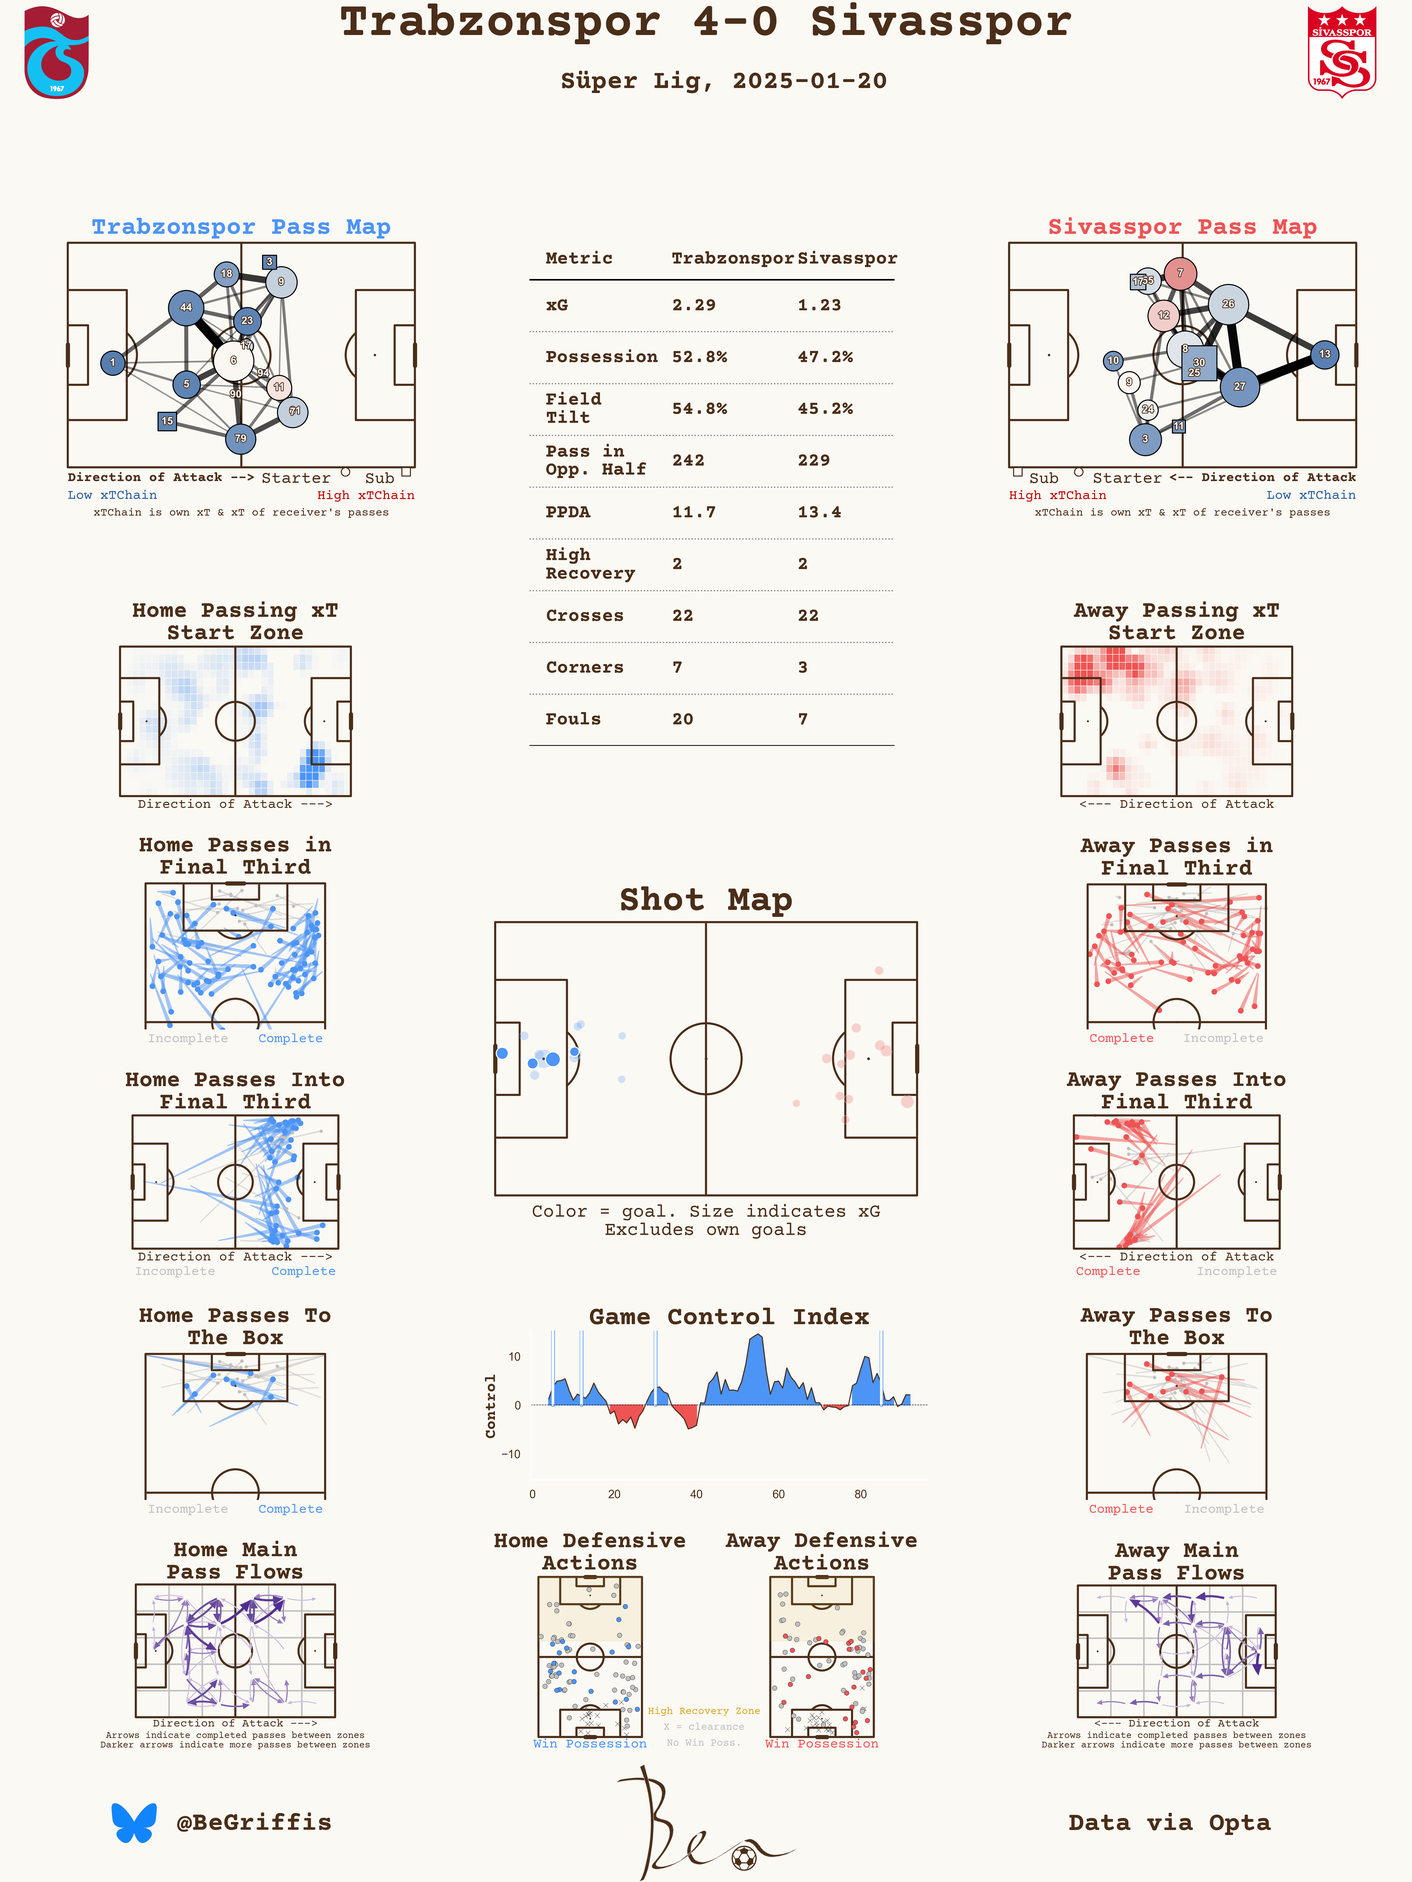 Trabzonspor 4-0 Sivasspor
Süper Lig, 2025-01-20
1967
SİVASSPOR
1967
Trabzonspor Pass Map
3
18
9
44
23
17
6
1
94
5
11
90
71
15
79
Direction of Attack --> Starter Sub
Low xTChain High xTChain
xTChain is own xT & xT of receiver's passes
Metric Trabzonspor Sivasspor
xG 2.29 1.23
Possession 52.8% 47.2%
Field
Tilt 54.8% 45.2%
Pass in
Opp. Half 242 229
PPDA 11.7 13.4
High
Recovery 2 2
Crosses 22 22
Corners 7 3
Fouls 20 7
Sivasspor Pass Map
7
17
35
26
12
8
13
10
30
25
9
27
24
11
3
Sub Starter <-- Direction of Attack
High xTChain Low xTChain
xTChain is own xT & xT of receiver's passes
Home Passing xT
Start Zone
Direction of Attack --->
Away Passing xT
Start Zone
<--- Direction of Attack
Home Passes in
Final Third
Incomplete Complete
Away Passes in
Final Third
Complete Incomplete
Shot Map
Color = goal. Size indicates xG
Excludes own goals
Home Passes Into
Final Third
Direction of Attack --->
Incomplete Complete
Away Passes Into
Final Third
<--- Direction of Attack
Complete Incomplete
Home Passes To
The Box
Incomplete Complete
Game Control Index
Control
10
0
−10
0 20 40 60 80
Away Passes To
The Box
Complete Incomplete
Home Main
Pass Flows
Direction of Attack --->
Arrows indicate completed passes between zones
Darker arrows indicate more passes between zones
Home Defensive
Actions
Win Possession
High Recovery Zone
X = clearance
No Win Poss.
Away Defensive
Actions
Win Possession
Away Main
Pass Flows
<--- Direction of Attack
Arrows indicate completed passes between zones
Darker arrows indicate more passes between zones
@BeGriffis
Ben
Data via Opta